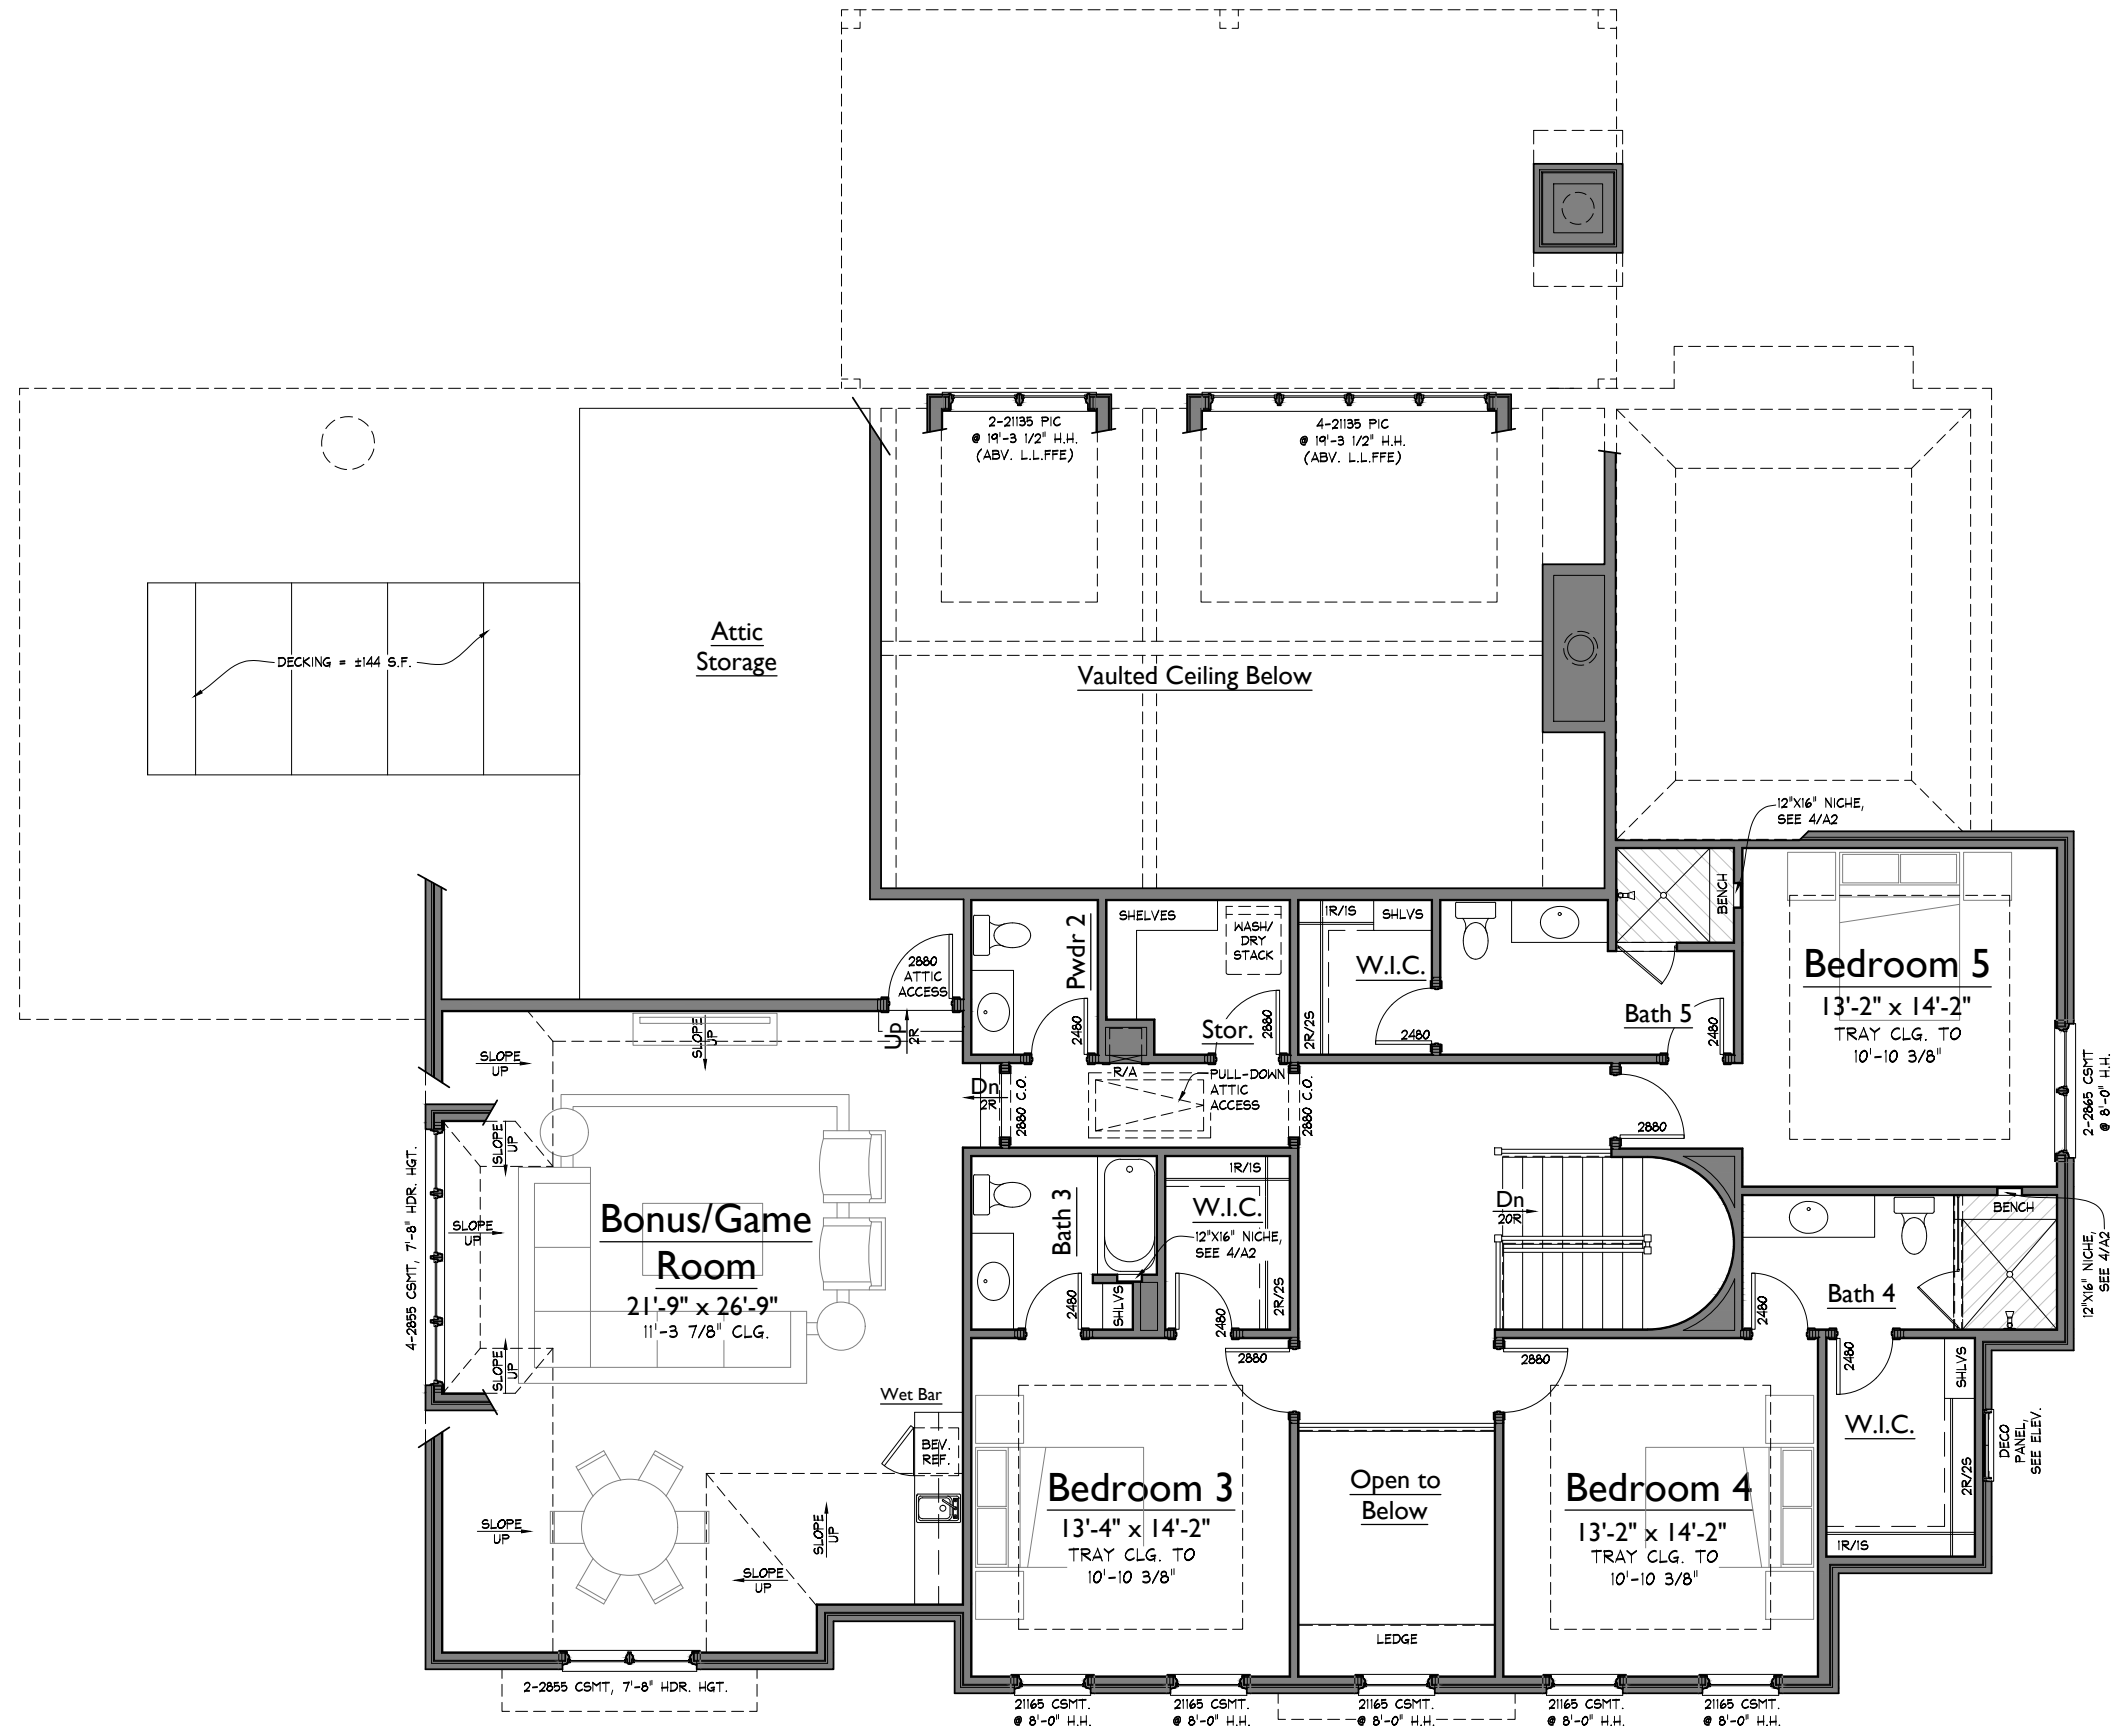 2-21135 PIC
@ 19'-3 1/2" H.H.
(ABV. L.L.FFE)
4-21135 PIC
@ 19'-3 1/2" H.H.
(ABV. L.L.FFE)
DECKING = ±144 S.F.
Attic
Storage
Vaulted Ceiling Below
12"X16" NICHE,
SEE 4/A2
BENCH
2880
ATTIC
ACCESS
UP
2R
Pwdr 2
2480
SHELVES
WASH/
DRY
STACK
Stor.
2880
1R/1S
SHLVS
W.I.C.
2R/2S
2480
Bath 5
2480
Bedroom 5
13'-2" x 14'-2"
TRAY CLG. TO
10'-10 3/8"
2-2865 CSMT
@ 8'-0" H.H.
SLOPE
UP
SLOPE
UP
Dn
2R
2880 C.O.
R/A
PULL-DOWN
ATTIC
ACCESS
2880 C.O.
2880
4-2855 CSMT, 7'-8" HDR. HGT.
SLOPE
UP
SLOPE
UP
SLOPE
UP
Bonus/Game
Room
21'-9" x 26'-9"
11'-3 7/8" CLG.
Bath 3
2480
SHLVS
1R/1S
W.I.C.
12"X16" NICHE,
SEE 4/A2
2R/2S
2480
Dn
20R
BENCH
Bath 4
2480
12"X16" NICHE,
SEE 4/A2
2880
2880
2480
SHLVS
W.I.C.
2R/2S
1R/1S
DECO
PANEL,
SEE ELEV.
Wet Bar
BEV.
REF.
SLOPE
UP
SLOPE
UP
SLOPE
UP
Bedroom 3
13'-4" x 14'-2"
TRAY CLG. TO
10'-10 3/8"
Open to
Below
LEDGE
Bedroom 4
13'-2" x 14'-2"
TRAY CLG. TO
10'-10 3/8"
2-2855 CSMT, 7'-8" HDR. HGT.
21165 CSMT.
@ 8'-0" H.H.
21165 CSMT.
@ 8'-0" H.H.
21165 CSMT.
@ 8'-0" H.H.
21165 CSMT.
@ 8'-0" H.H.
21165 CSMT.
@ 8'-0" H.H.